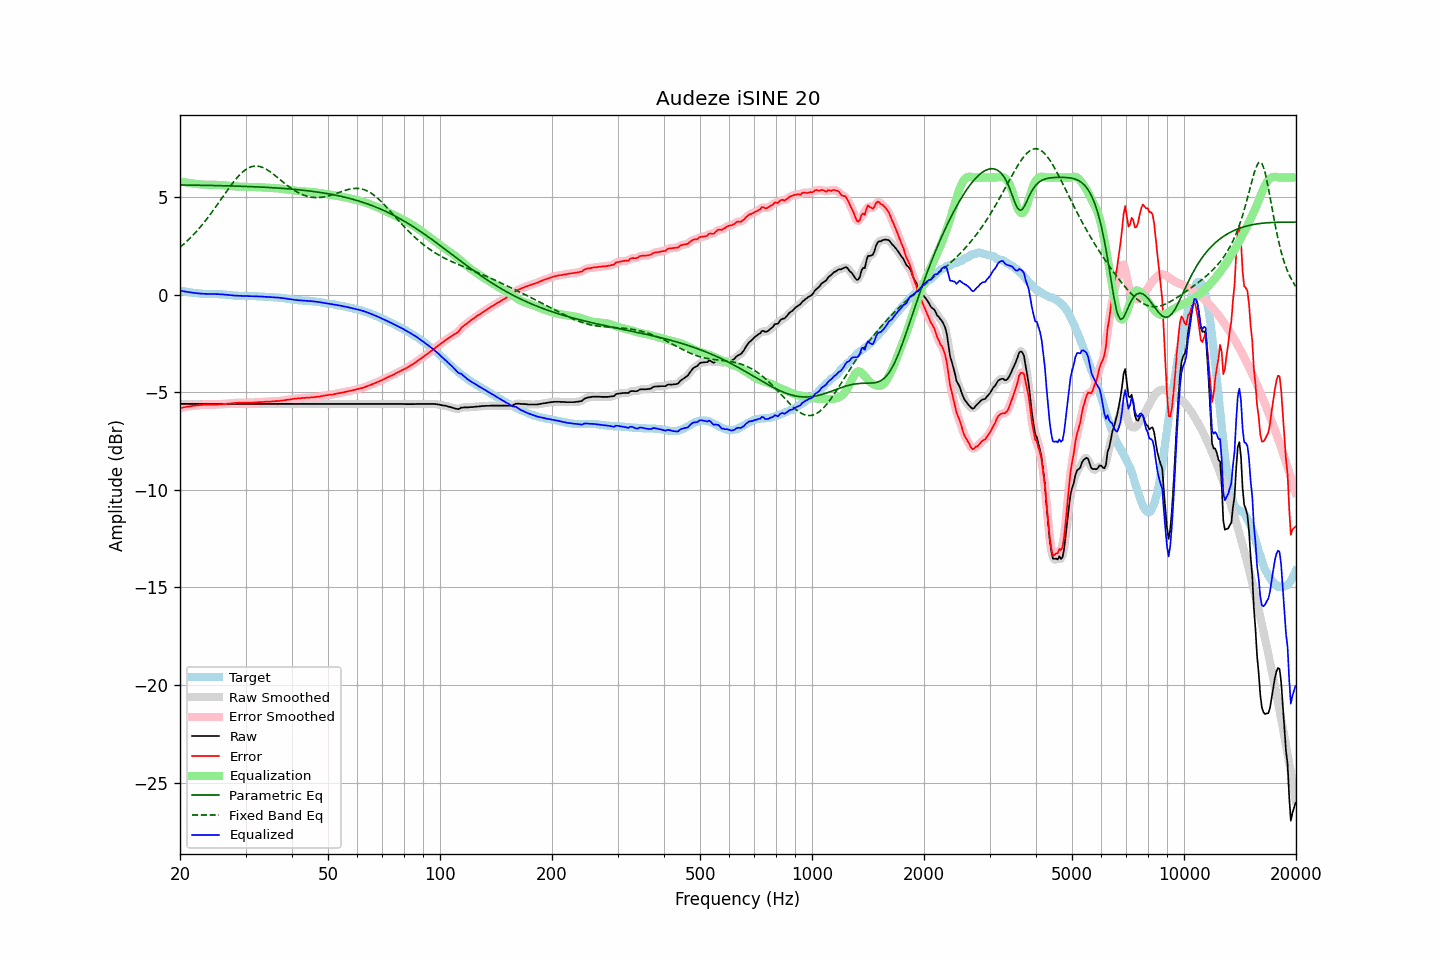 Audeze iSINE 20
Amplitude (dBr)
5
0
−5
−10
−15
−20
−25
Target
Raw Smoothed
Error Smoothed
Raw
Error
Equalization
Parametric Eq
Fixed Band Eq
Equalized
20 50 100 200 500 1000 2000 5000 10000 20000
Frequency (Hz)